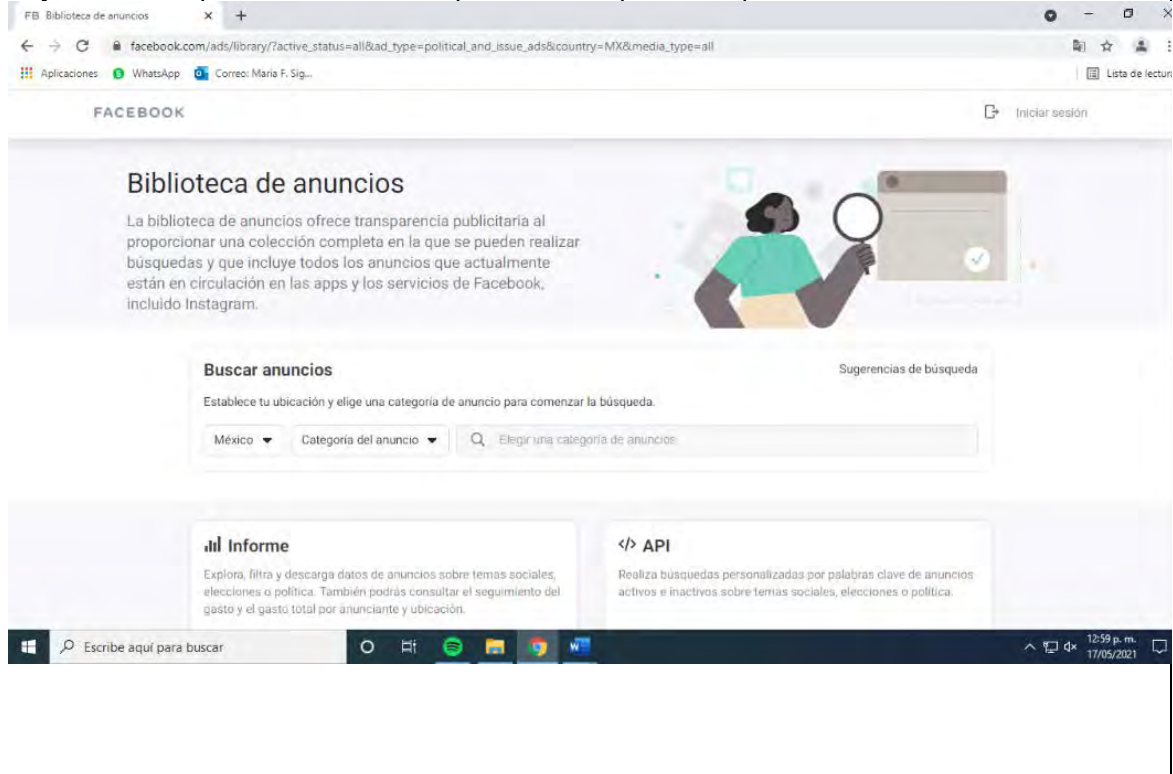 FB Biblioteca de anuncios
facebook.com/ads/library/?active_status=all&ad_type=political_and_issue_ads&country=MX&media_type=all
Aplicaciones WhatsApp Correo: Maria F. Sig... Lista de lectura
FACEBOOK Iniciar sesión
Biblioteca de anuncios
La biblioteca de anuncios ofrece transparencia publicitaria al
proporcionar una colección completa en la que se pueden realizar
búsquedas y que incluye todos los anuncios que actualmente
están en circulación en las apps y los servicios de Facebook,
incluido Instagram.
Buscar anuncios Sugerencias de búsqueda
Establece tu ubicación y elige una categoría de anuncio para comenzar la búsqueda.
México Categoría del anuncio Elegir una categoría de anuncios
Informe
Explora, filtra y descarga datos de anuncios sobre temas sociales,
elecciones o política. También podrás consultar el seguimiento del
gasto y el gasto total por anunciante y ubicación.
</> API
Realiza búsquedas personalizadas por palabras clave de anuncios
activos e inactivos sobre temas sociales, elecciones o política.
Escribe aquí para buscar
12:59 p. m.
17/05/2021